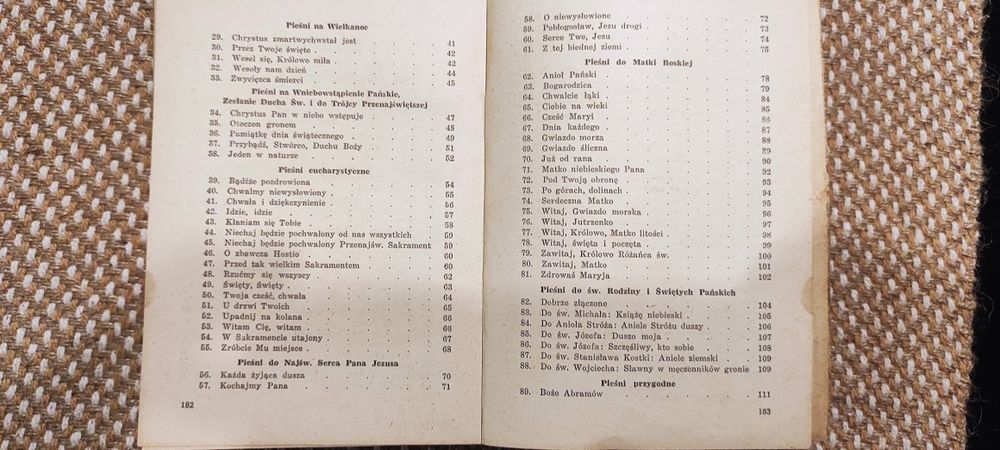 Pieśni na Wielkanoc
29. Chrystus zmartwychwstał jest . . . . 41
30. Przez Twoje święte . . . . 42
31. Wesel się, Królowo miła . . . . 42
32. Wesoły nam dzień . . . . 44
33. Zwycięzca śmierci . . . . 45
Pieśni na Wniebowstąpienie Pańskie,
Zesłanie Ducha Św. i do Trójcy Przenajświętszej
34. Chrystus Pan w niebo wstępuje . . . . 47
35. Otoczon gronem . . . . 48
36. Pamiątkę dnia świątecznego . . . . 49
37. Przybądź, Stwórco, Duchu Boży . . . . 51
38. Jeden w naturze . . . . 52
Pieśni eucharystyczne
39. Bądźże pozdrowiona . . . . 54
40. Chwalmy niewysłowiony . . . . 55
41. Chwała i dziękczynienie . . . . 56
42. Idzie, idzie . . . . 57
43. Kłaniam się Tobie . . . . 58
44. Niechaj będzie pochwalony od nas wszystkich 59
45. Niechaj będzie pochwalony Przenajśw. Sakrament 59
46. O zbawcza Hostio . . . . 60
47. Przed tak wielkim Sakramentem . . . . 60
48. Rzućmy się wszyscy . . . . 62
49. Święty, Święty . . . . 63
50. Twoja cześć, chwała . . . . 64
51. U drzwi Twoich . . . . 65
52. Upadnij na kolana . . . . 66
53. Witam Cię, witam . . . . 66
54. W Sakramencie utajony . . . . 67
55. Zróbcie Mu miejsce . . . . 68
Pieśni do Najśw. Serca Pana Jezusa
56. Każda żyjąca dusza . . . . 70
57. Kochajmy Pana . . . . 71
182
58. O niewysłowione . . . . 72
59. Pobłogosław, Jezu drogi . . . . 73
60. Serce Twe, Jezu . . . . 74
61. Z tej biednej ziemi . . . . 75
Pieśni do Matki Boskiej
62. Anioł Pański . . . . 78
63. Bogarodzica . . . . 79
64. Chwalcie łąki . . . . 84
65. Ciebie na wieki . . . . 85
66. Cześć Maryi . . . . 86
67. Dnia każdego . . . . 87
68. Gwiazdo morza . . . . 88
69. Gwiazdo śliczna . . . . 89
70. Już od rana . . . . 90
71. Matko niebieskiego Pana . . . . 92
72. Pod Twoją obronę . . . . 93
73. Po górach, dolinach . . . . 94
74. Serdeczna Matko . . . . 95
75. Witaj, Gwiazdo morska . . . . 96
76. Witaj, Jutrzenko . . . . 97
77. Witaj, Królowo, Matko litości . . . . 98
78. Witaj, święta i poczęta . . . . 99
79. Zawitaj, Królowo Różańca św. . . . . 100
80. Zawitaj, Matko . . . . 101
81. Zdrowaś Maryja . . . . 102
Pieśni do św. Rodziny i Świętych Pańskich
82. Dobrze złączone . . . . 104
83. Do św. Michała: Książę niebieski . . . . 105
84. Do Anioła Stróża: Aniele Stróżu duszy . . 106
85. Do św. Józefa: Duszo moja . . . . 107
86. Do św. Józefa: Szczęśliwy, kto sobie . . . 108
87. Do św. Stanisława Kostki: Aniele ziemski . . 109
88. Do św. Wojciecha: Sławny w męczenników gronie 109
Pieśni przygodne
89. Boże Abramów . . . . 111
183